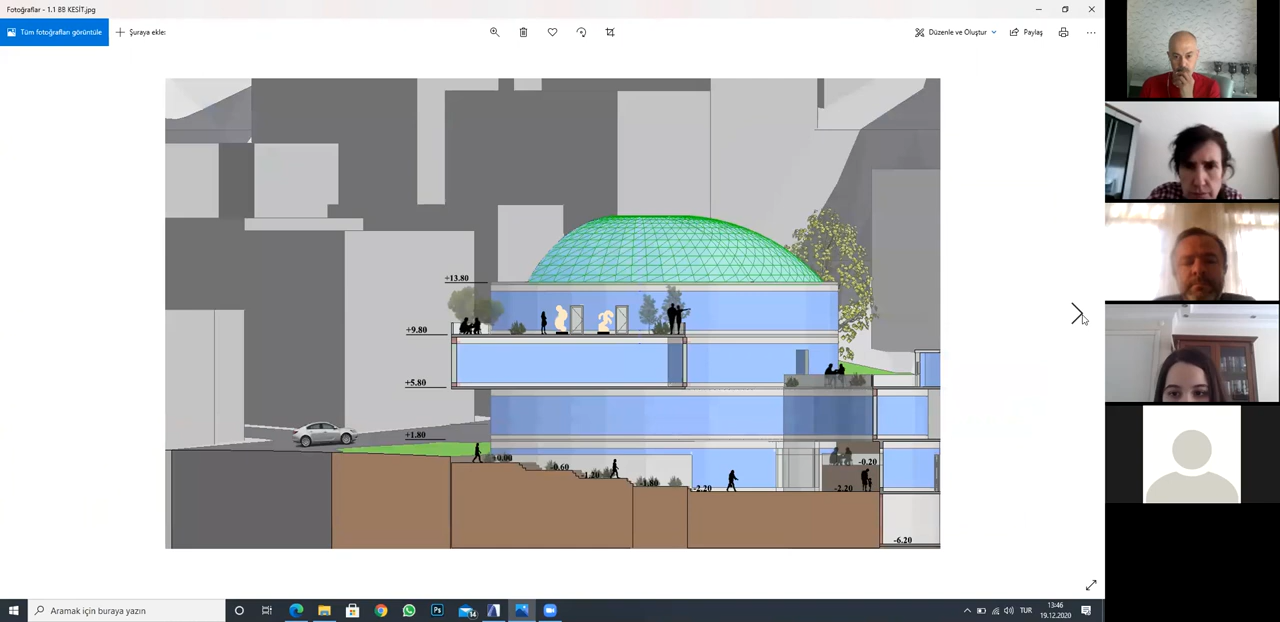 Fotoğraflar - 1.1 BB KESİT.jpg
Tüm fotoğrafları görüntüle
Şuraya ekle:
Düzenle ve Oluştur
Paylaş
+13.80
+9.80
+5.80
+1.80
+0.00
-0.60
-1.20
-1.80
-2.20
-0.20
-2.20
-6.20
Aramak için buraya yazın
14
TUR
13:46
19.12.2020